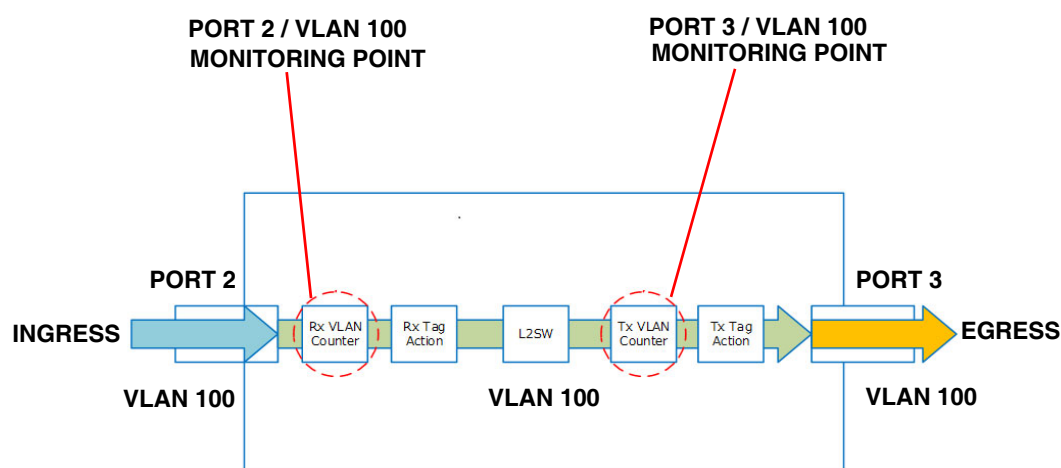 PORT 2 / VLAN 100
MONITORING POINT
PORT 3 / VLAN 100
MONITORING POINT
PORT 2
PORT 3
INGRESS
Rx VLAN
Counter
Rx Tag
Action
L2SW
Tx VLAN
Counter
Tx Tag
Action
EGRESS
VLAN 100
VLAN 100
VLAN 100